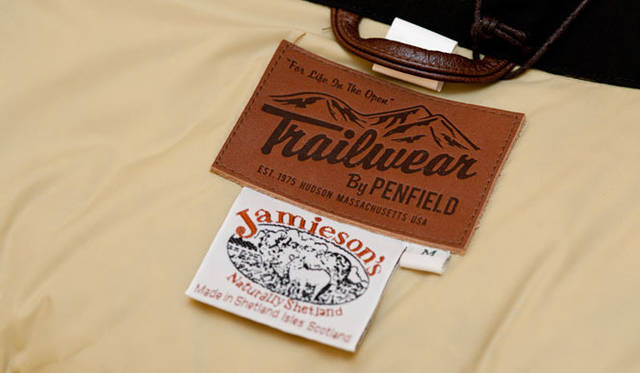 "For Life In The Open"
Trailwear
By PENFIELD
EST. 1975 HUDSON MASSACHUSETTS USA
M
Jamieson's
Naturally Shetland
Made in Shetland Isles Scotland